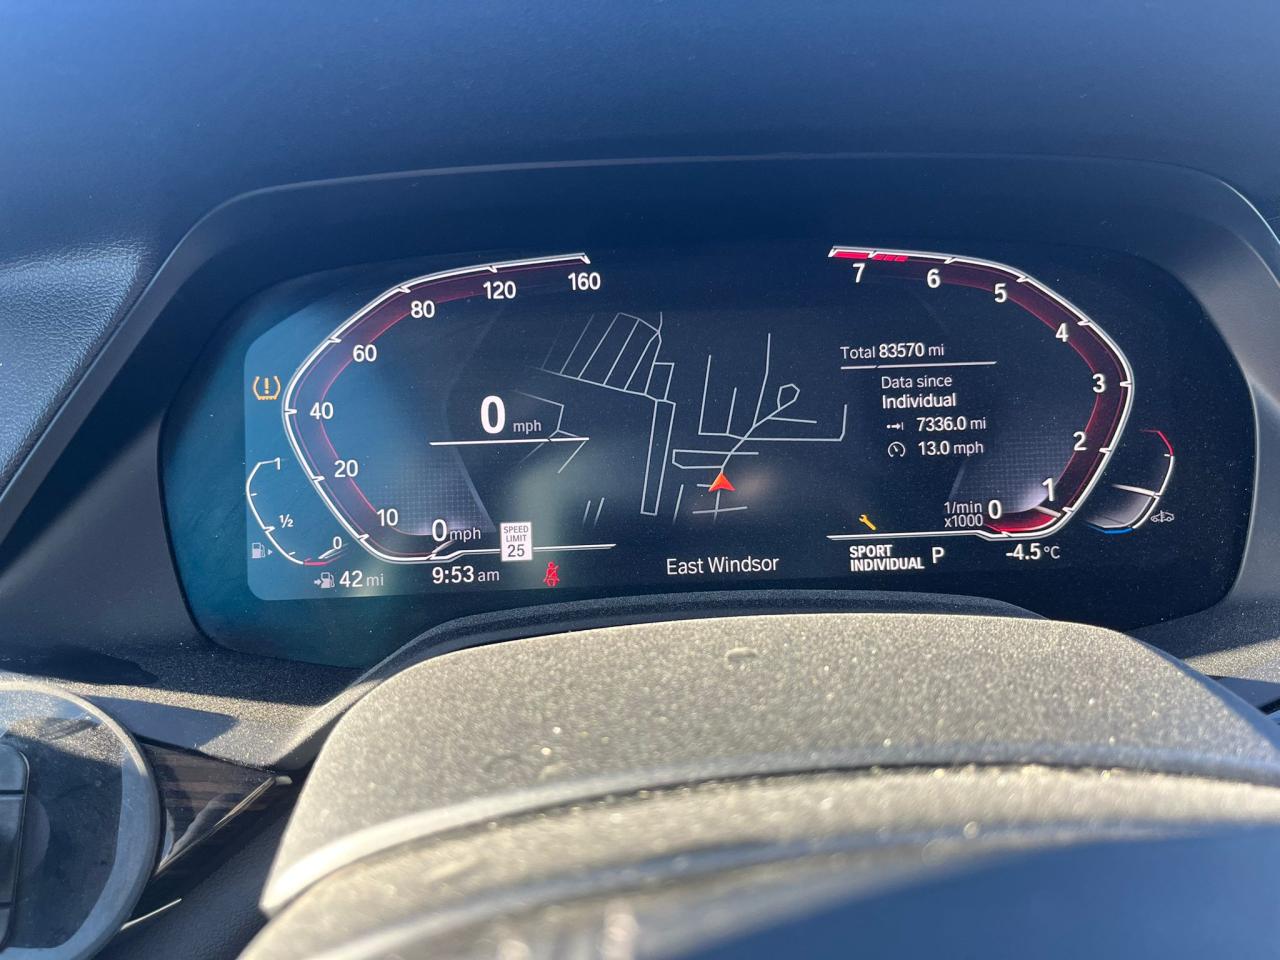 160
120
80
60
40
20
10
0 mph
0 mph
SPEED
LIMIT
25
1
½
0
42 mi
9:53 am
East Windsor
7
6
5
4
3
2
1
0
1/min
x1000
Total 83570 mi
Data since
Individual
7336.0 mi
13.0 mph
SPORT
INDIVIDUAL
P
-4.5°C